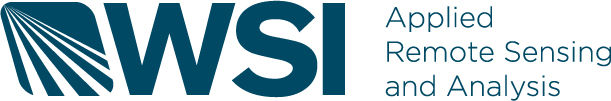 WSI
Applied
Remote Sensing
and Analysis